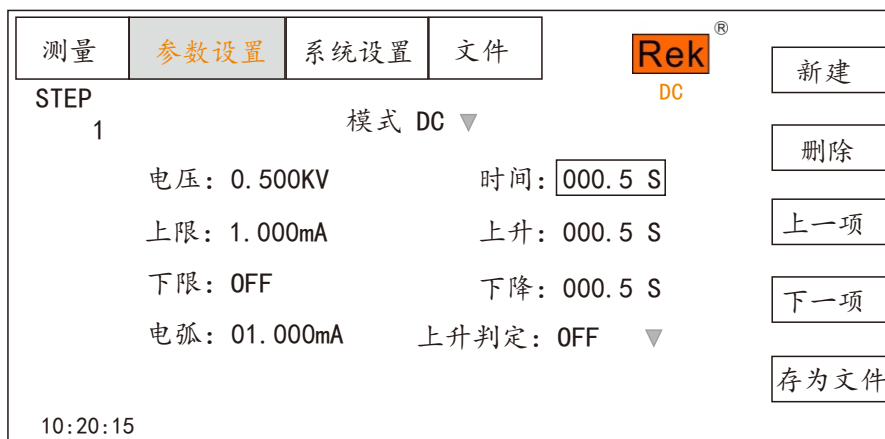 测量 参数设置 系统设置 文件 Rek ®
DC
新建
STEP
1
模式 DC ▼
删除
电压: 0.500KV 时间: 000.5 S
上限: 1.000mA 上升: 000.5 S
上一项
下限: OFF 下降: 000.5 S
下一项
电弧: 01.000mA 上升判定: OFF ▼
存为文件
10:20:15